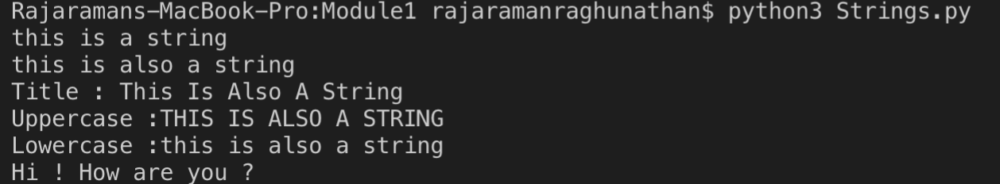 Rajaramans-MacBook-Pro:Module1 rajaramanraghunathan$ python3 Strings.py
this is a string
this is also a string
Title : This Is Also A String
Uppercase :THIS IS ALSO A STRING
Lowercase :this is also a string
Hi ! How are you ?